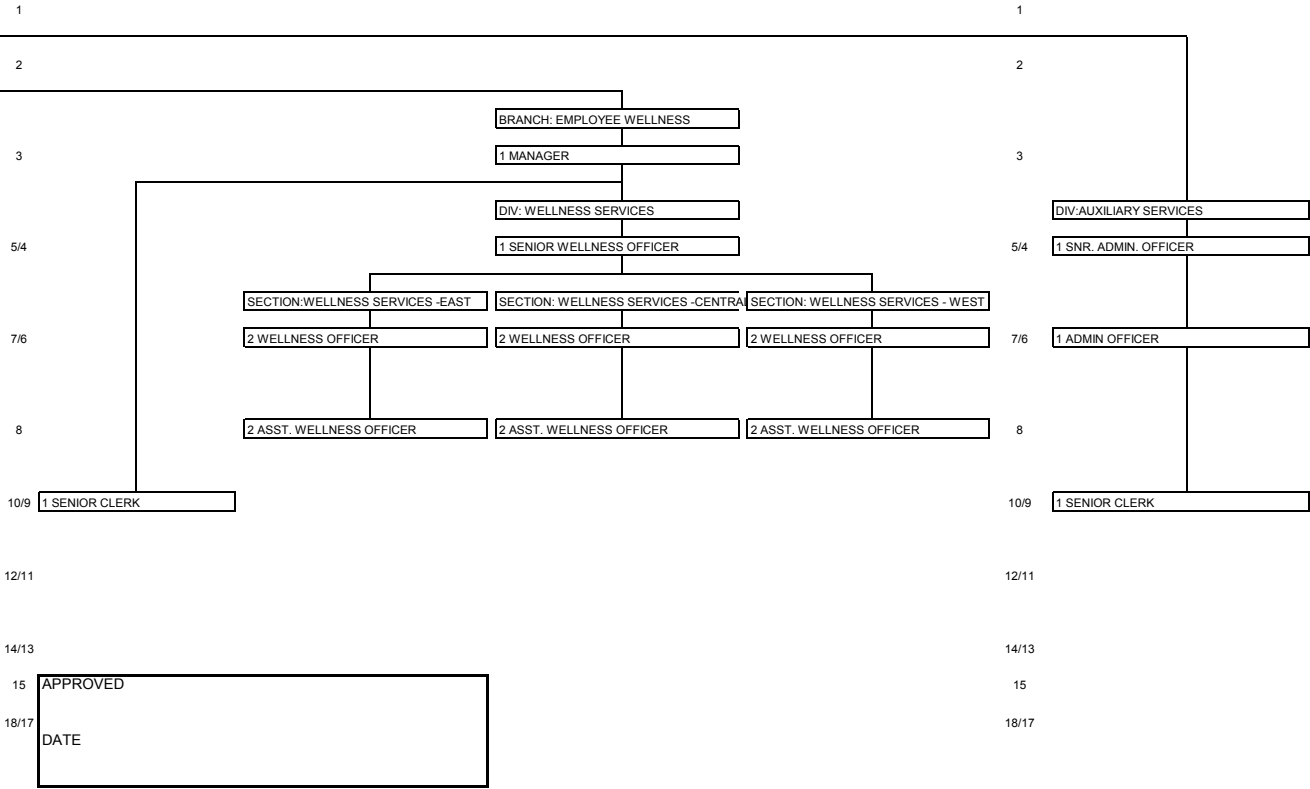 1 1
2 2
BRANCH: EMPLOYEE WELLNESS
3 1 MANAGER 3
DIV: WELLNESS SERVICES DIV:AUXILIARY SERVICES
5/4 1 SENIOR WELLNESS OFFICER 5/4 1 SNR. ADMIN. OFFICER
SECTION:WELLNESS SERVICES -EAST SECTION: WELLNESS SERVICES -CENTRAL SECTION: WELLNESS SERVICES - WEST
7/6 2 WELLNESS OFFICER 2 WELLNESS OFFICER 2 WELLNESS OFFICER 7/6 1 ADMIN OFFICER
8 2 ASST. WELLNESS OFFICER 2 ASST. WELLNESS OFFICER 2 ASST. WELLNESS OFFICER 8
10/9 1 SENIOR CLERK 10/9 1 SENIOR CLERK
12/11 12/11
14/13 14/13
15 APPROVED 15
18/17 18/17
DATE